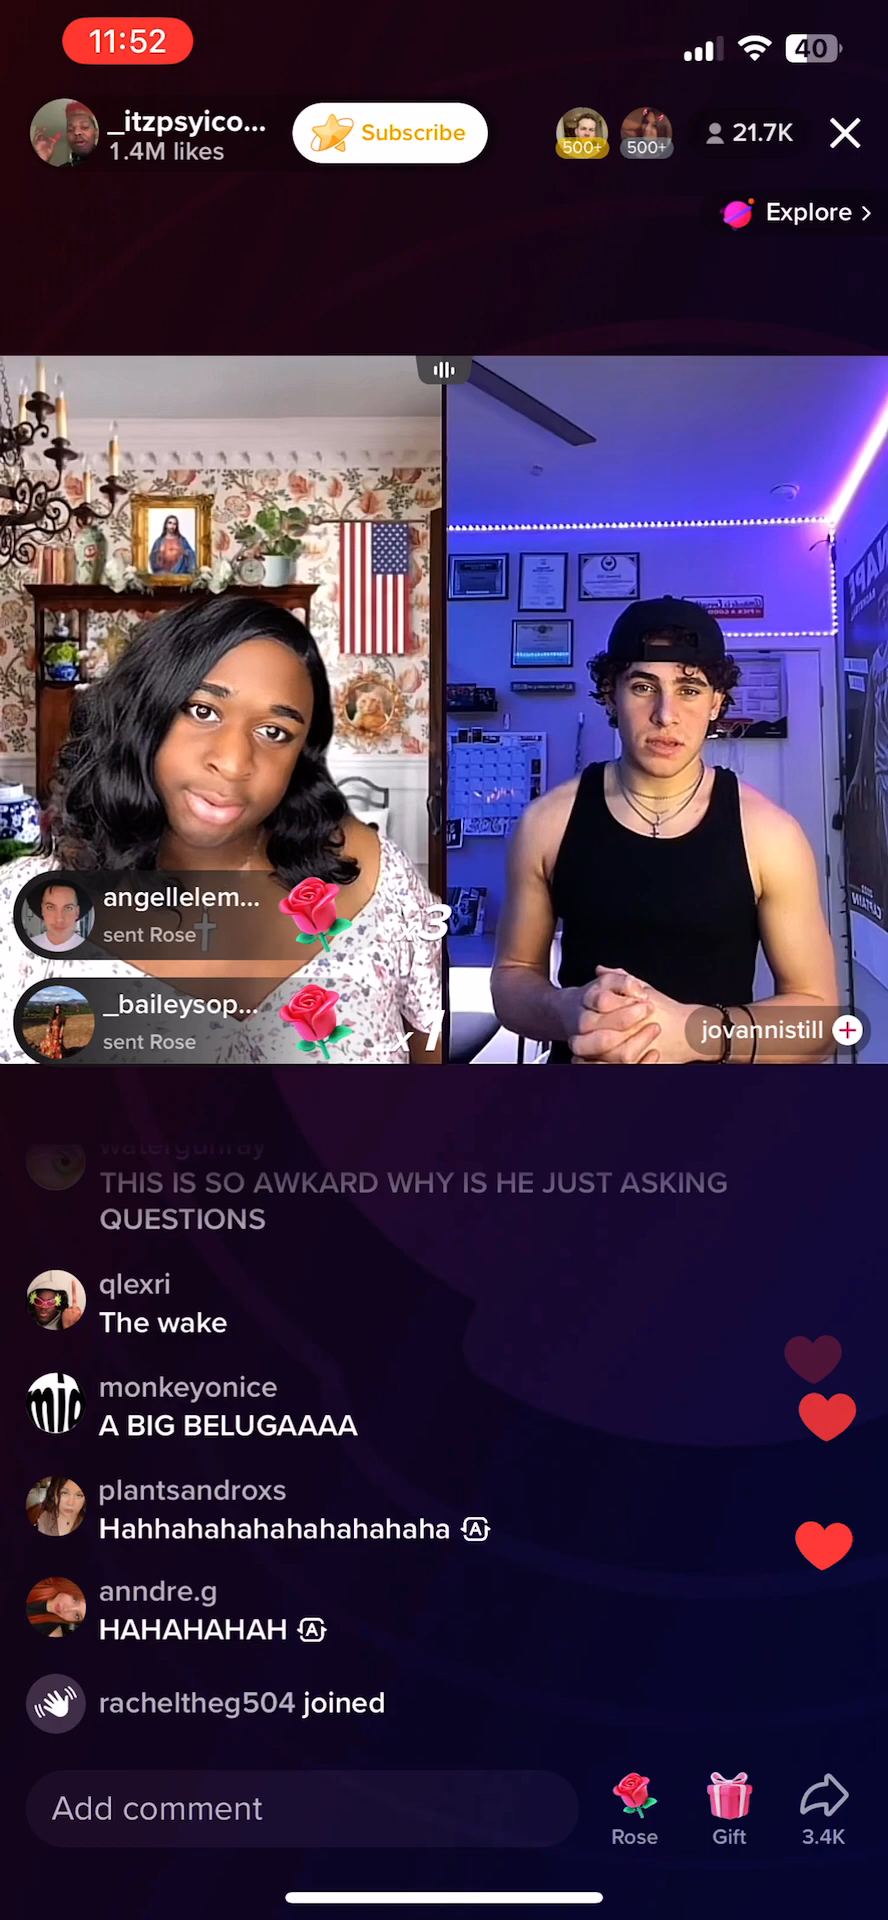 11:52
40
_itzpsyico...
1.4M likes
Subscribe
500+
500+
21.7K
Explore >
angellelem...
sent Rose
x3
_baileysop...
sent Rose
x1
jovannistill
watergunray
THIS IS SO AWKARD WHY IS HE JUST ASKING
QUESTIONS
qlexri
The wake
monkeyonice
A BIG BELUGAAAA
plantsandroxs
Hahhahahahahahahahaha
anndre.g
HAHAHAHAH
racheltheg504 joined
Add comment
Rose
Gift
3.4K